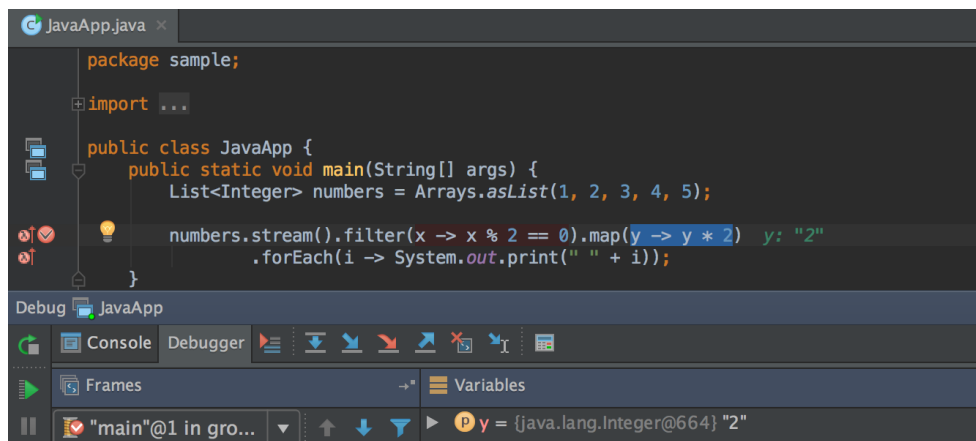 JavaApp.java
package sample;
import ...
public class JavaApp {
public static void main(String[] args) {
List<Integer> numbers = Arrays.asList(1, 2, 3, 4, 5);
numbers.stream().filter(x -> x % 2 == 0).map(y -> y * 2) y: "2"
.forEach(i -> System.out.print(" " + i));
}
Debug JavaApp
Console Debugger
Frames Variables
"main"@1 in gro... y = {java.lang.Integer@664} "2"